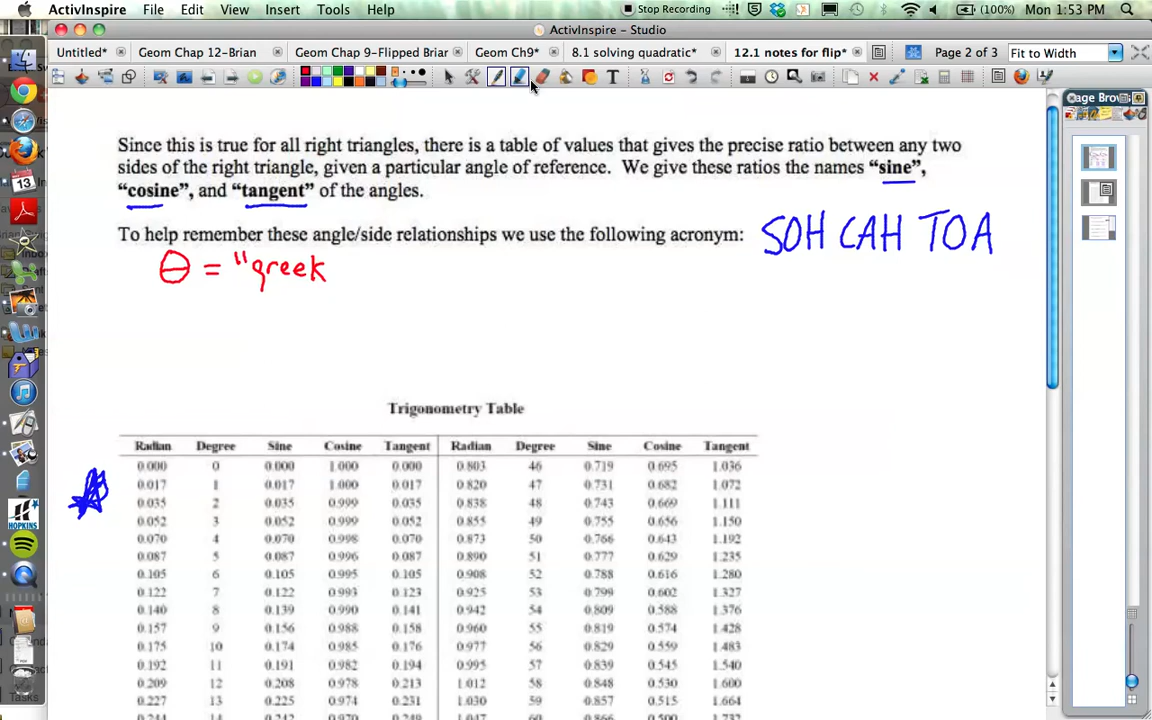 ActivInspire File Edit View Insert Tools Help Stop Recording (100%) Mon 1:53 PM
ActivInspire - Studio
Untitled* Geom Chap 12-Brian Geom Chap 9-Flipped Briar Geom Ch9* 8.1 solving quadratic* 12.1 notes for flip* Page 2 of 3 Fit to Width
Since this is true for all right triangles, there is a table of values that gives the precise ratio between any two
sides of the right triangle, given a particular angle of reference. We give these ratios the names “sine”,
“cosine”, and “tangent” of the angles.
To help remember these angle/side relationships we use the following acronym: SOH CAH TOA
θ = "greek
Trigonometry Table
Radian Degree Sine Cosine Tangent Radian Degree Sine Cosine Tangent
0.000 0 0.000 1.000 0.000 0.803 46 0.719 0.695 1.036
0.017 1 0.017 1.000 0.017 0.820 47 0.731 0.682 1.072
0.035 2 0.035 0.999 0.035 0.838 48 0.743 0.669 1.111
0.052 3 0.052 0.999 0.052 0.855 49 0.755 0.656 1.150
0.070 4 0.070 0.998 0.070 0.873 50 0.766 0.643 1.192
0.087 5 0.087 0.996 0.087 0.890 51 0.777 0.629 1.235
0.105 6 0.105 0.995 0.105 0.908 52 0.788 0.616 1.280
0.122 7 0.122 0.993 0.123 0.925 53 0.799 0.602 1.327
0.140 8 0.139 0.990 0.141 0.942 54 0.809 0.588 1.376
0.157 9 0.156 0.988 0.158 0.960 55 0.819 0.574 1.428
0.175 10 0.174 0.985 0.176 0.977 56 0.829 0.559 1.483
0.192 11 0.191 0.982 0.194 0.995 57 0.839 0.545 1.540
0.209 12 0.208 0.978 0.213 1.012 58 0.848 0.530 1.600
0.227 13 0.225 0.974 0.231 1.030 59 0.857 0.515 1.664
HOPKINS